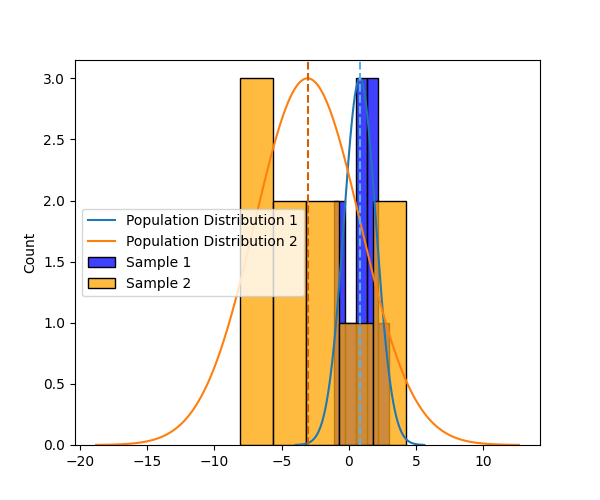 3.0
2.5
2.0
1.5
1.0
0.5
0.0
Count
Population Distribution 1
Population Distribution 2
Sample 1
Sample 2
−20 −15 −10 −5 0 5 10